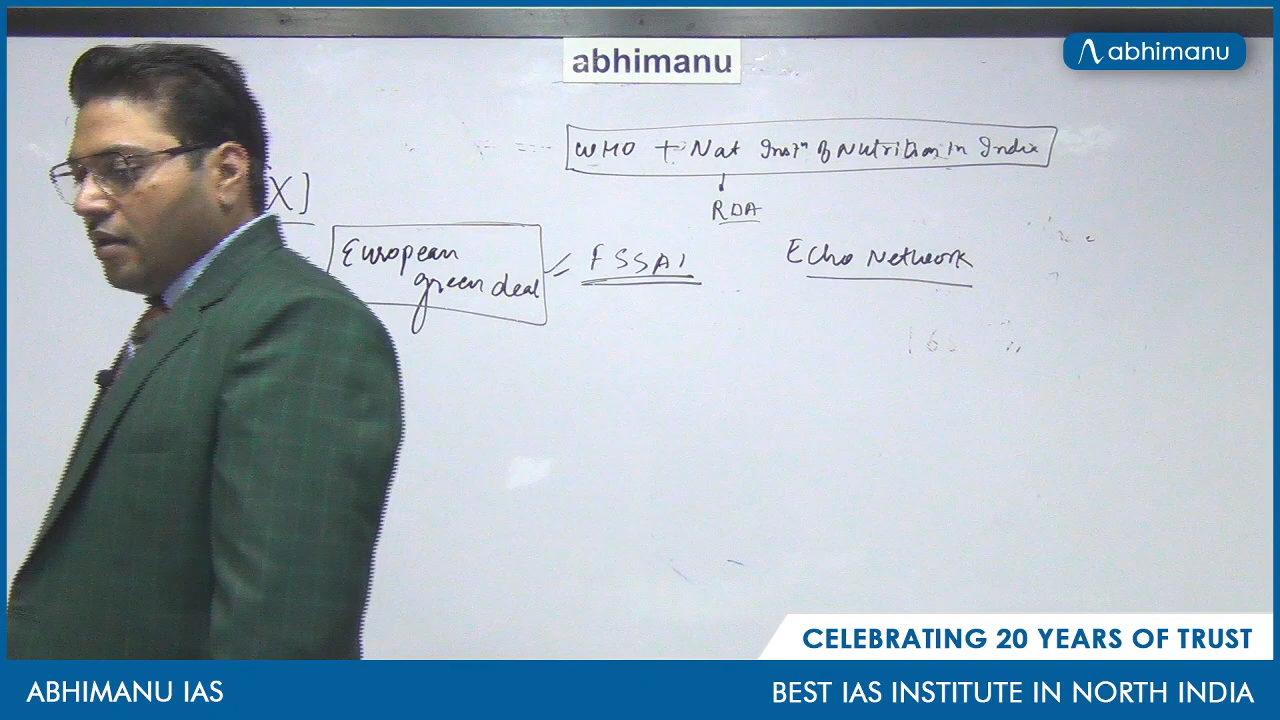 abhimanu
abhimanu
WHO + Nat Instn of Nutrition in India
RDA
X]
European
green deal
FSSAI
Echo Network
CELEBRATING 20 YEARS OF TRUST
ABHIMANU IAS
BEST IAS INSTITUTE IN NORTH INDIA